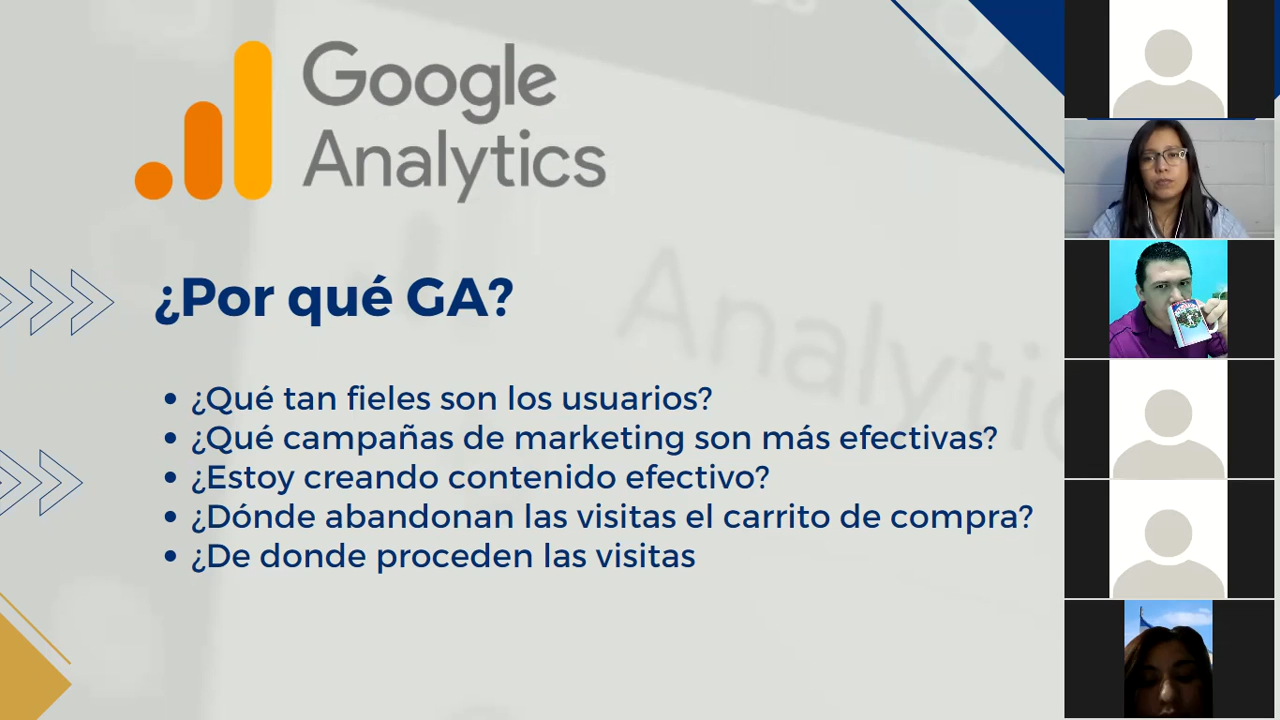 Google
Analytics
¿Por qué GA?
• ¿Qué tan fieles son los usuarios?
• ¿Qué campañas de marketing son más efectivas?
• ¿Estoy creando contenido efectivo?
• ¿Dónde abandonan las visitas el carrito de compra?
• ¿De donde proceden las visitas
Analytics